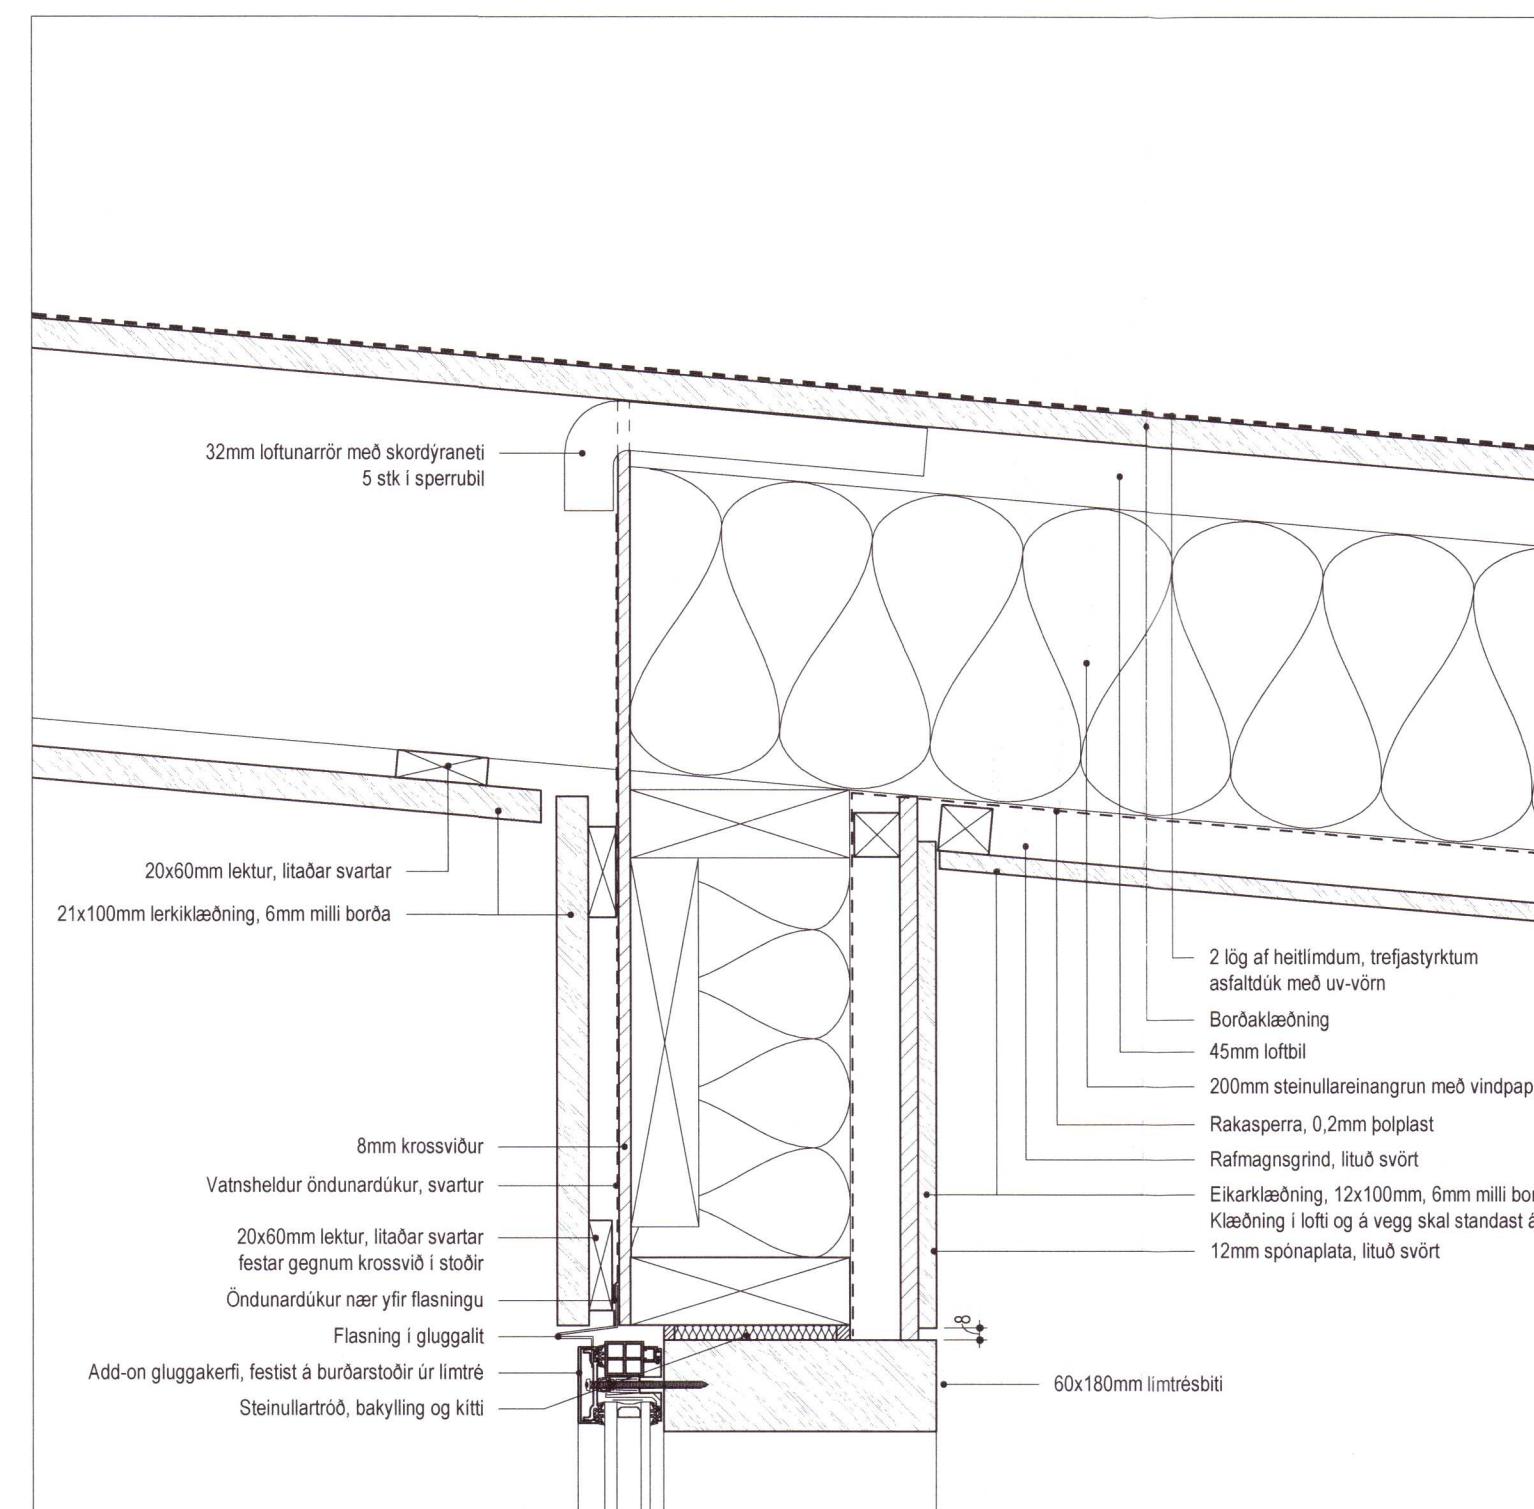 32mm loftunarrör með skordýraneti
5 stk í sperrubil
20x60mm lektur, litaðar svartar
21x100mm lerkiklæðning, 6mm milli borða
8mm krossviður
Vatnsheldur öndunardúkur, svartur
20x60mm lektur, litaðar svartar
festar gegnum krossvið í stoðir
Öndunardúkur nær yfir flasningu
Flasning í gluggalit
Add-on gluggakerfi, festist á burðarstoðir úr límtré
Steinullartróð, bakylling og kítti
2 lög af heitlímdum, trefjastyrktum
asfaltdúk með uv-vörn
Borðaklæðning
45mm loftbil
200mm steinullareinangrun með vindpap
Rakasperra, 0,2mm þolplast
Rafmagnsgrind, lituð svört
Eikarklæðning, 12x100mm, 6mm milli bor
Klæðning í lofti og á vegg skal standast á
12mm spónaplata, lituð svört
8
60x180mm límtrésbiti